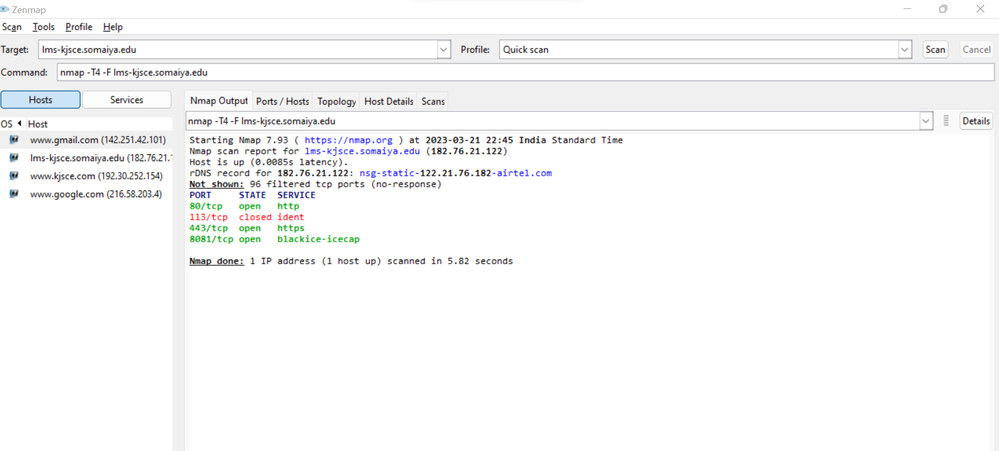 Zenmap
Scan Tools Profile Help
Target: lms-kjsce.somaiya.edu Profile: Quick scan Scan Cancel
Command: nmap -T4 -F lms-kjsce.somaiya.edu
Hosts Services
Nmap Output Ports / Hosts Topology Host Details Scans
OS Host
nmap -T4 -F lms-kjsce.somaiya.edu Details
www.gmail.com (142.251.42.101)
lms-kjsce.somaiya.edu (182.76.21.1
www.kjsce.com (192.30.252.154)
www.google.com (216.58.203.4)
Starting Nmap 7.93 ( https://nmap.org ) at 2023-03-21 22:45 India Standard Time
Nmap scan report for lms-kjsce.somaiya.edu (182.76.21.122)
Host is up (0.0085s latency).
rDNS record for 182.76.21.122: nsg-static-122.21.76.182-airtel.com
Not shown: 96 filtered tcp ports (no-response)
PORT STATE SERVICE
80/tcp open http
113/tcp closed ident
443/tcp open https
8081/tcp open blackice-icecap
Nmap done: 1 IP address (1 host up) scanned in 5.82 seconds